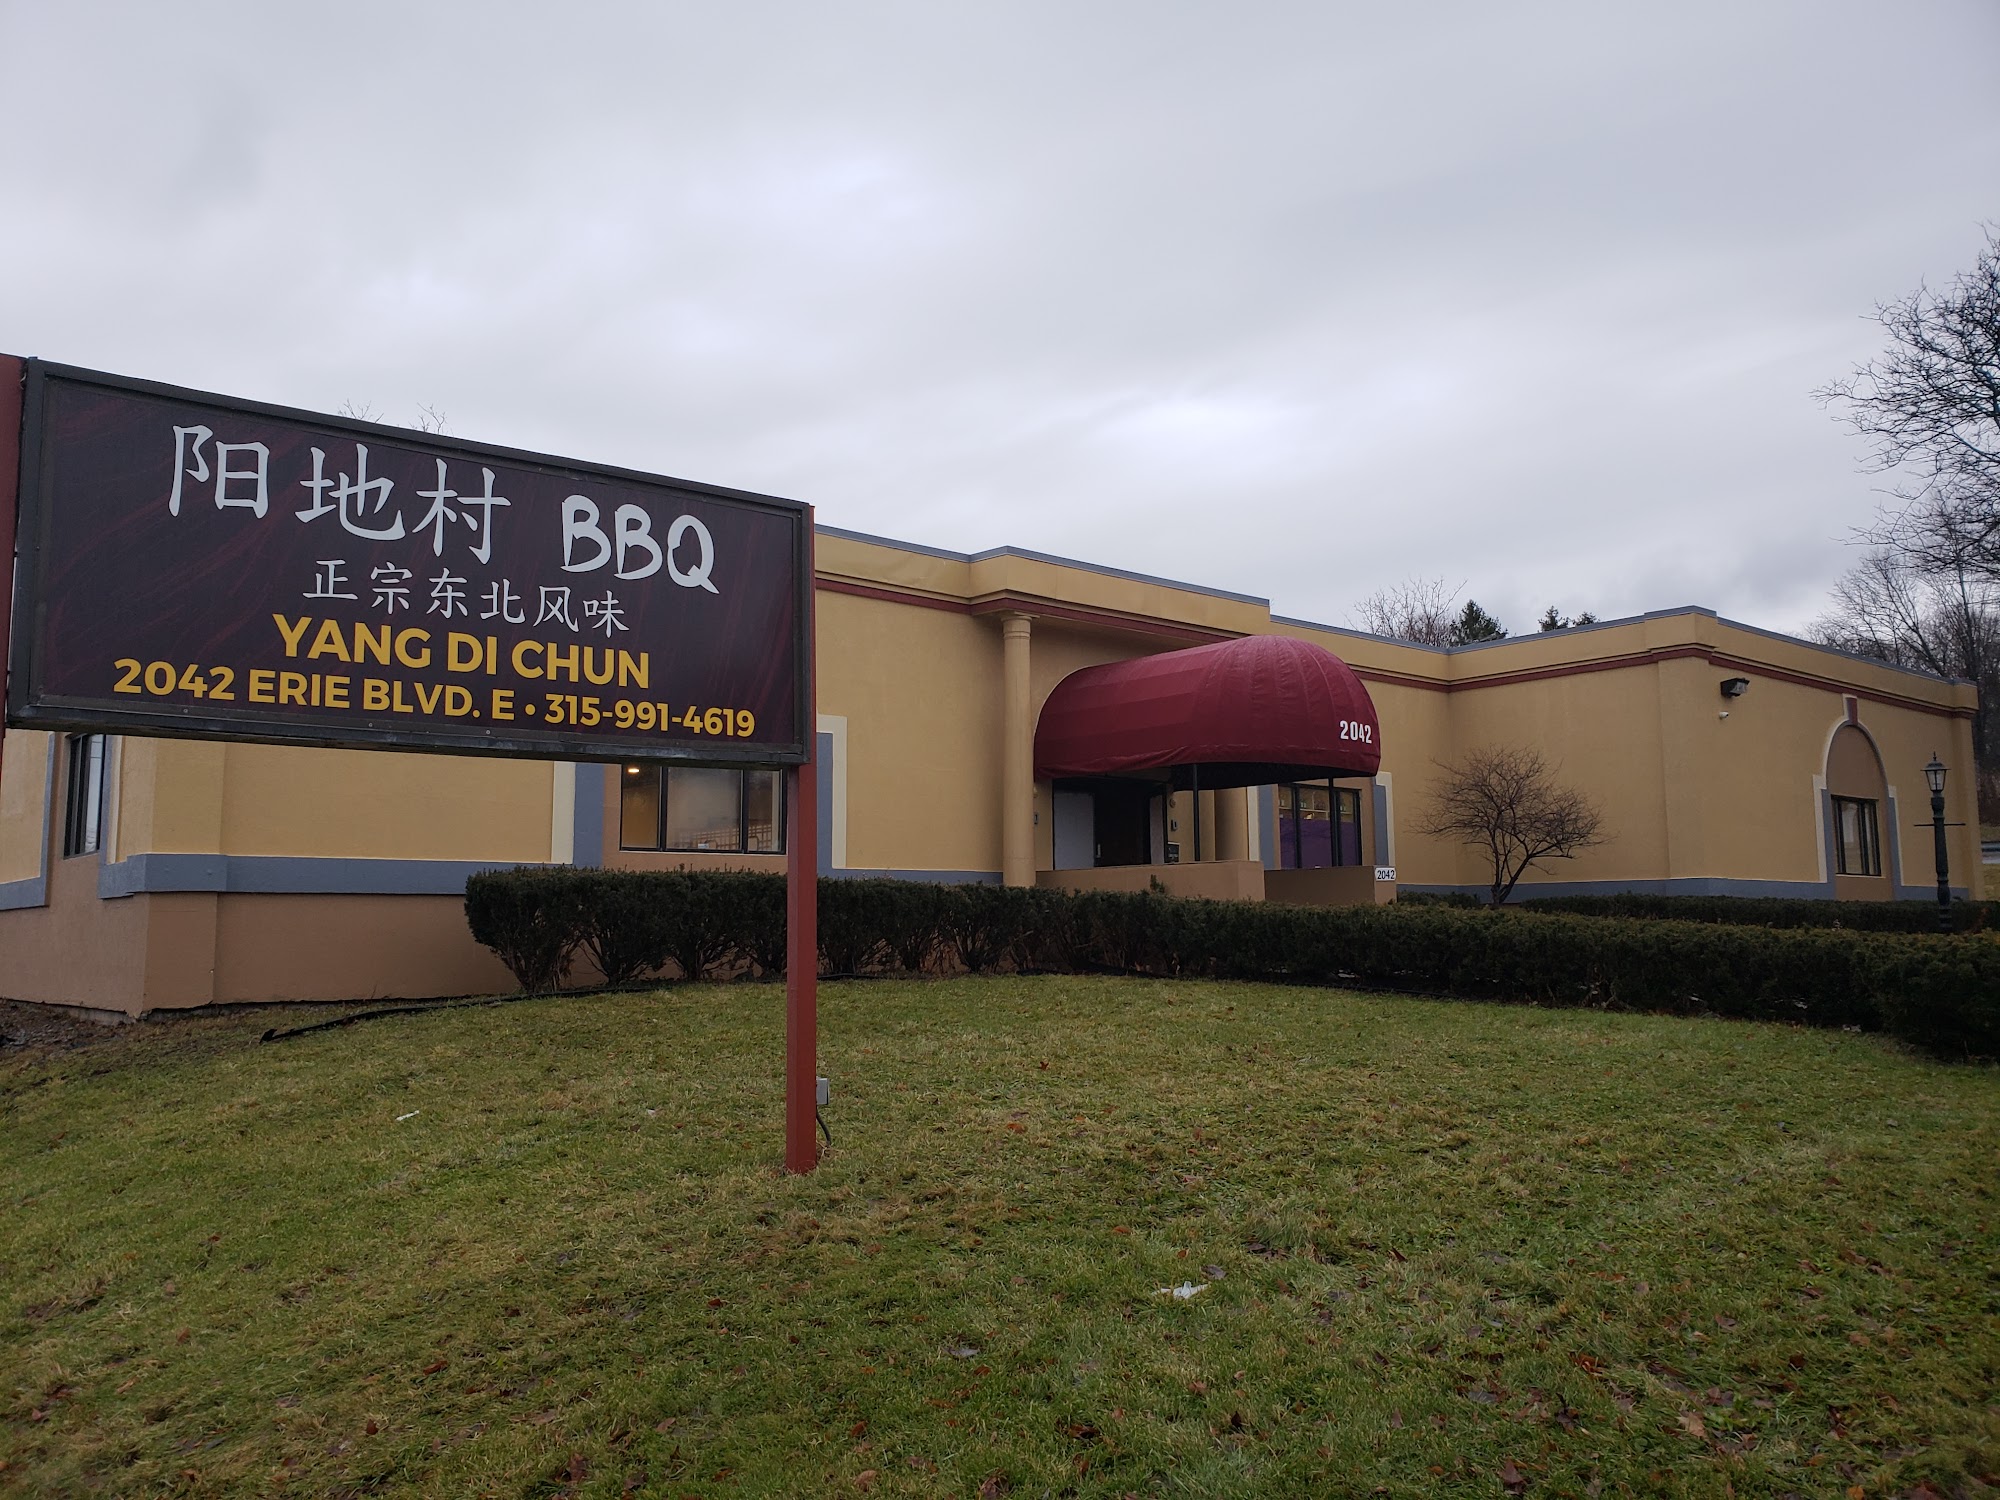 阳地村 BBQ
正宗东北风味
YANG DI CHUN
2042 ERIE BLVD. E • 315-991-4619
2042
2042